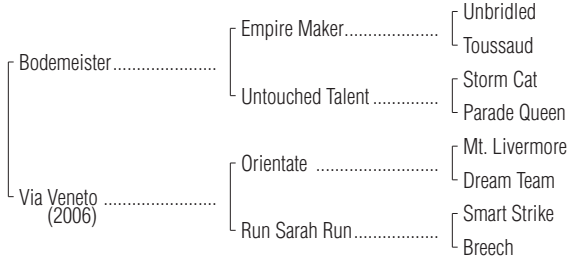 Unbridled
Empire Maker.....................
Toussaud
Bodemeister.......................
Storm Cat
Untouched Talent ...............
Parade Queen
Mt. Livermore
Orientate ...........................
Dream Team
Via Veneto .........................
(2006)
Smart Strike
Run Sarah Run...................
Breech